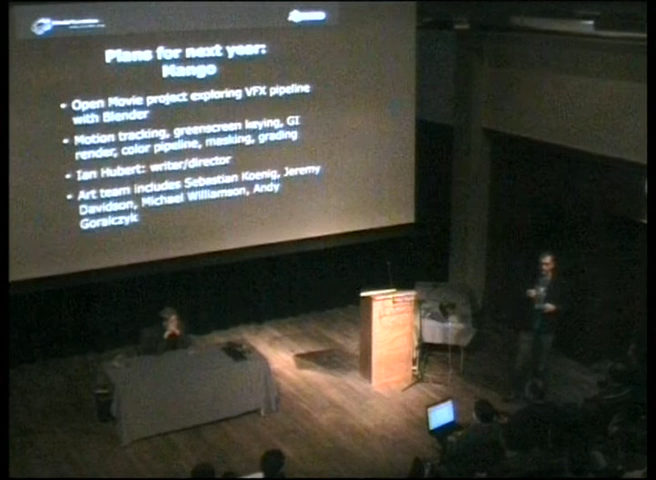 Plans for next year:
Mango
• Open Movie project exploring VFX pipeline
with Blender
• Motion tracking, greenscreen keying, GI
render, color pipeline, masking, grading
• Ian Hubert: writer/director
• Art team includes Sebastian Koenig, Jeremy
Davidson, Michael Williamson, Andy
Goralczyk